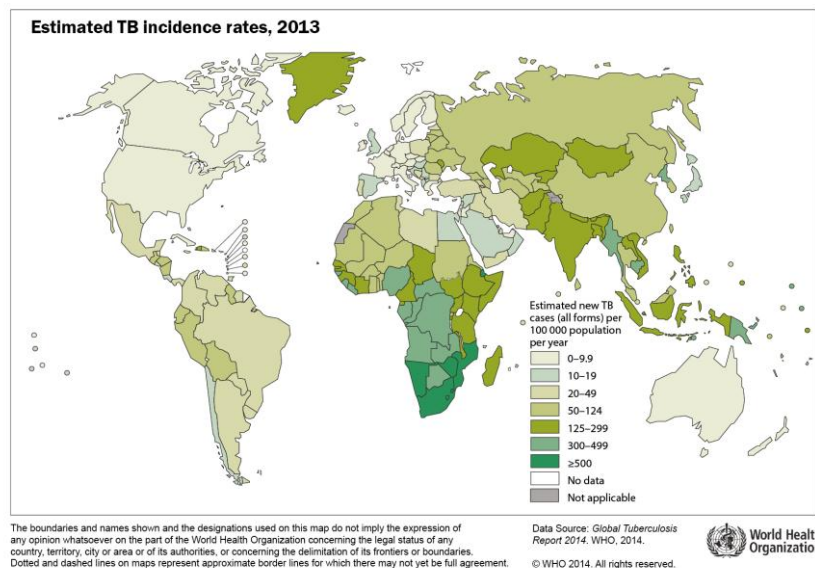 Estimated TB incidence rates, 2013
Estimated new TB
cases (all forms) per
100 000 population
per year
0–9.9
10–19
20–49
50–124
125–299
300–499
≥500
No data
Not applicable
The boundaries and names shown and the designations used on this map do not imply the expression of
any opinion whatsoever on the part of the World Health Organization concerning the legal status of any
country, territory, city or area or of its authorities, or concerning the delimitation of its frontiers or boundaries.
Dotted and dashed lines on maps represent approximate border lines for which there may not yet be full agreement.
Data Source: Global Tuberculosis
Report 2014. WHO, 2014.
© WHO 2014. All rights reserved.
World Healt
Organizatio